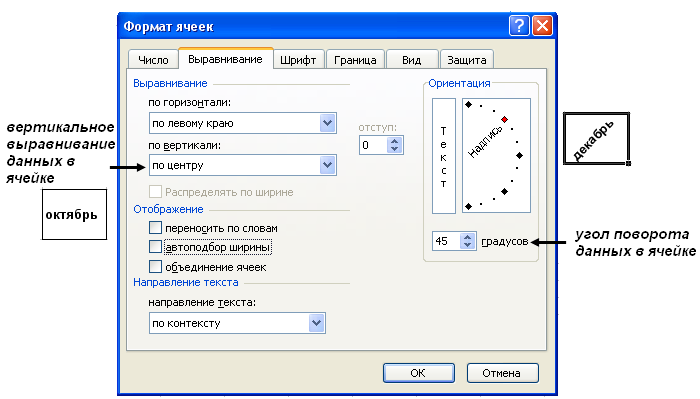 Формат ячеек
Число
Выравнивание
Шрифт
Граница
Вид
Защита
Выравнивание
по горизонтали:
по левому краю
отступ:
по вертикали:
0
по центру
Распределять по ширине
Отображение
переносить по словам
автоподбор ширины
объединение ячеек
Направление текста
направление текста:
по контексту
Ориентация
Текст
Надпись
45
градусов
ОК
Отмена
вертикальное
выравнивание
данных в
ячейке
октябрь
декабрь
угол поворота
данных в ячейке